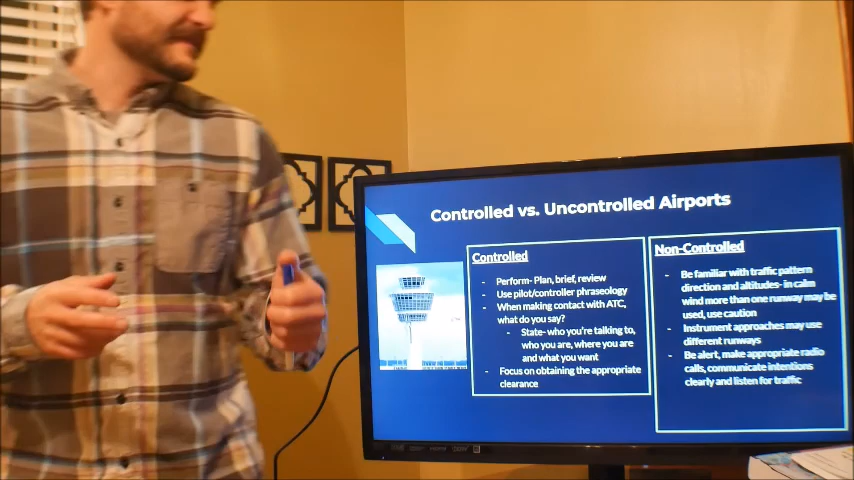 Controlled vs. Uncontrolled Airports
Controlled
- Perform- Plan, brief, review
- Use pilot/controller phraseology
- When making contact with ATC,
what do you say?
- State- who you're talking to,
who you are, where you are
and what you want
- Focus on obtaining the appropriate
clearance
Non-Controlled
- Be familiar with traffic pattern
direction and altitudes- in calm
wind more than one runway may be
used, use caution
- Instrument approaches may use
different runways
- Be alert, make appropriate radio
calls, communicate intentions
clearly and listen for traffic